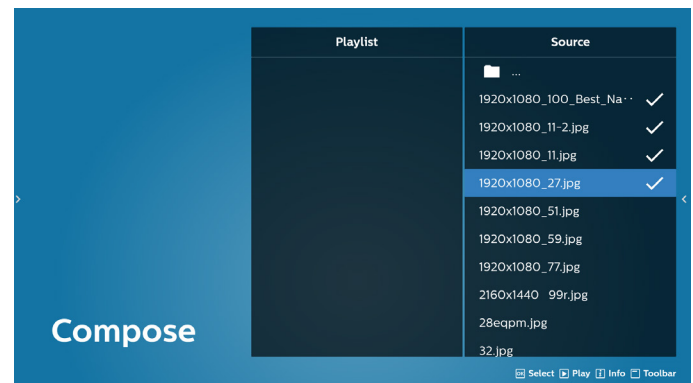 Playlist
Source
...
1920x1080_100_Best_Na··
1920x1080_11-2.jpg
1920x1080_11.jpg
1920x1080_27.jpg
1920x1080_51.jpg
1920x1080_59.jpg
1920x1080_77.jpg
2160x1440 99r.jpg
28eqpm.jpg
32.jpg
Compose
OK Select Play i Info Toolbar